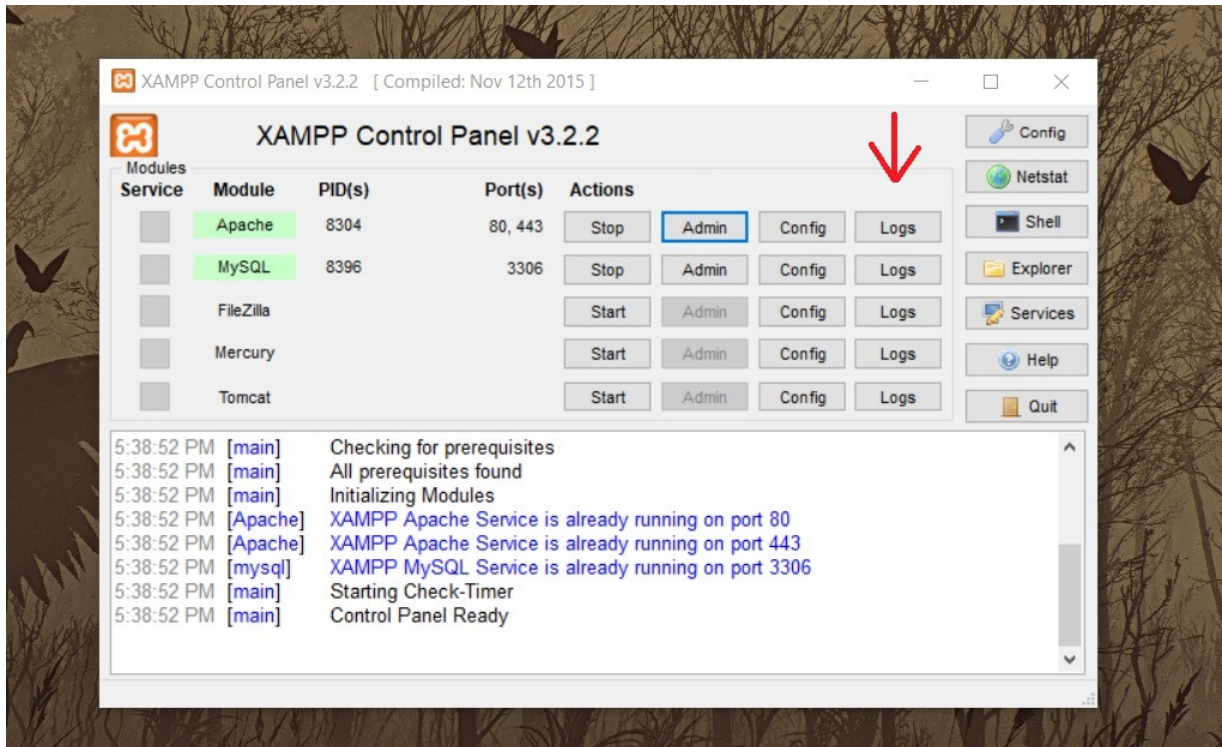 XAMPP Control Panel v3.2.2 [ Compiled: Nov 12th 2015 ]
XAMPP Control Panel v3.2.2
Config
Modules
Service Module PID(s) Port(s) Actions
Netstat
Apache 8304 80, 443 Stop Admin Config Logs
Shell
MySQL 8396 3306 Stop Admin Config Logs
Explorer
FileZilla Start Admin Config Logs
Services
Mercury Start Admin Config Logs
Help
Tomcat Start Admin Config Logs
Quit
5:38:52 PM [main] Checking for prerequisites
5:38:52 PM [main] All prerequisites found
5:38:52 PM [main] Initializing Modules
5:38:52 PM [Apache] XAMPP Apache Service is already running on port 80
5:38:52 PM [Apache] XAMPP Apache Service is already running on port 443
5:38:52 PM [mysql] XAMPP MySQL Service is already running on port 3306
5:38:52 PM [main] Starting Check-Timer
5:38:52 PM [main] Control Panel Ready